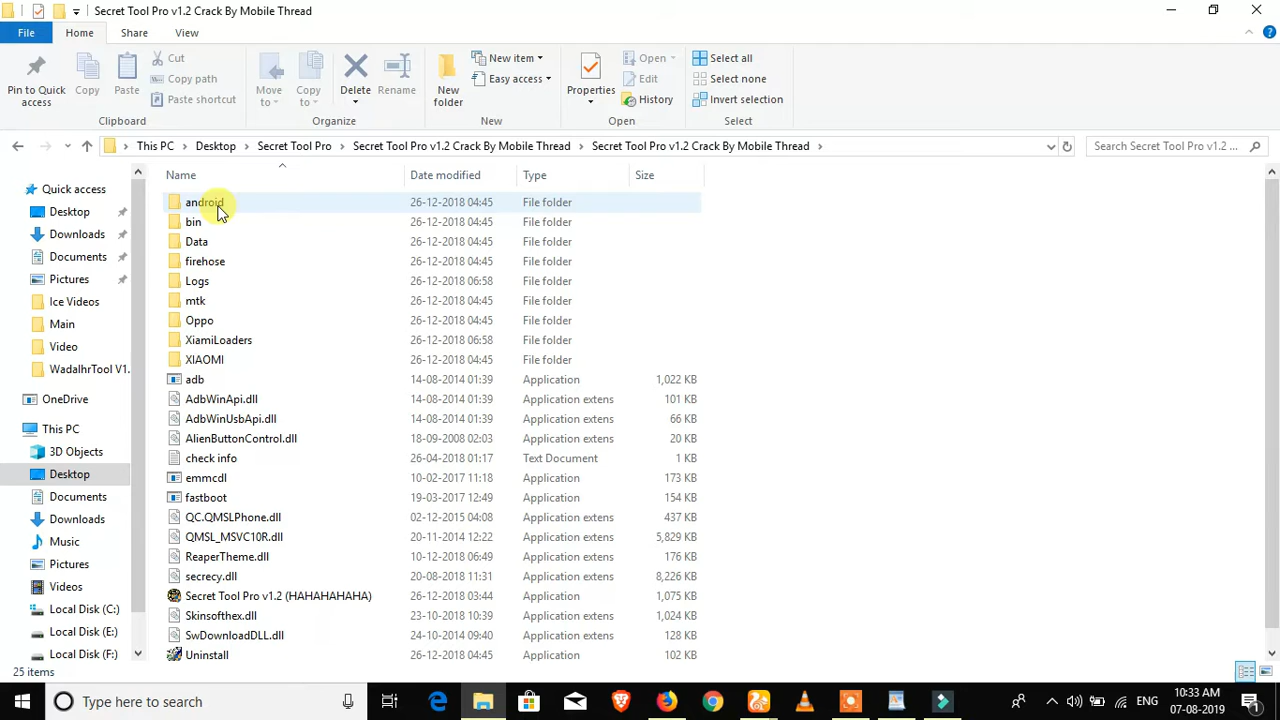 Secret Tool Pro v1.2 Crack By Mobile Thread
File Home Share View
Pin to Quick access
Copy
Paste
Cut
Copy path
Paste shortcut
Clipboard
Move to
Copy to
Delete
Rename
Organize
New folder
New item
Easy access
New
Properties
Open
Edit
History
Open
Select all
Select none
Invert selection
Select
This PC Desktop Secret Tool Pro Secret Tool Pro v1.2 Crack By Mobile Thread Secret Tool Pro v1.2 Crack By Mobile Thread
Search Secret Tool Pro v1.2 ...
Quick access
Desktop
Downloads
Documents
Pictures
Ice Videos
Main
Video
WadalhrTool V1.
OneDrive
This PC
3D Objects
Desktop
Documents
Downloads
Music
Pictures
Videos
Local Disk (C:)
Local Disk (E:)
Local Disk (F:)
Name Date modified Type Size
android 26-12-2018 04:45 File folder
bin 26-12-2018 04:45 File folder
Data 26-12-2018 04:45 File folder
firehose 26-12-2018 04:45 File folder
Logs 26-12-2018 06:58 File folder
mtk 26-12-2018 04:45 File folder
Oppo 26-12-2018 04:45 File folder
XiamiLoaders 26-12-2018 06:58 File folder
XIAOMI 26-12-2018 04:45 File folder
adb 14-08-2014 01:39 Application 1,022 KB
AdbWinApi.dll 14-08-2014 01:39 Application extens 101 KB
AdbWinUsbApi.dll 14-08-2014 01:39 Application extens 66 KB
AlienButtonControl.dll 18-09-2008 02:03 Application extens 20 KB
check info 26-04-2018 01:17 Text Document 1 KB
emmcdl 10-02-2017 11:18 Application 173 KB
fastboot 19-03-2017 12:49 Application 154 KB
QC.QMSLPhone.dll 02-12-2015 04:08 Application extens 437 KB
QMSL_MSVC10R.dll 20-11-2014 12:22 Application extens 5,829 KB
ReaperTheme.dll 10-12-2018 06:49 Application extens 176 KB
secrecy.dll 20-08-2018 11:31 Application extens 8,226 KB
Secret Tool Pro v1.2 (HAHAHAHAHA) 26-12-2018 03:44 Application 1,075 KB
Skinsofthex.dll 23-10-2018 10:39 Application extens 1,024 KB
SwDownloadDLL.dll 24-10-2014 09:40 Application extens 128 KB
Uninstall 26-12-2018 04:45 Application 102 KB
25 items
Type here to search
ENG
10:33 AM
07-08-2019
1